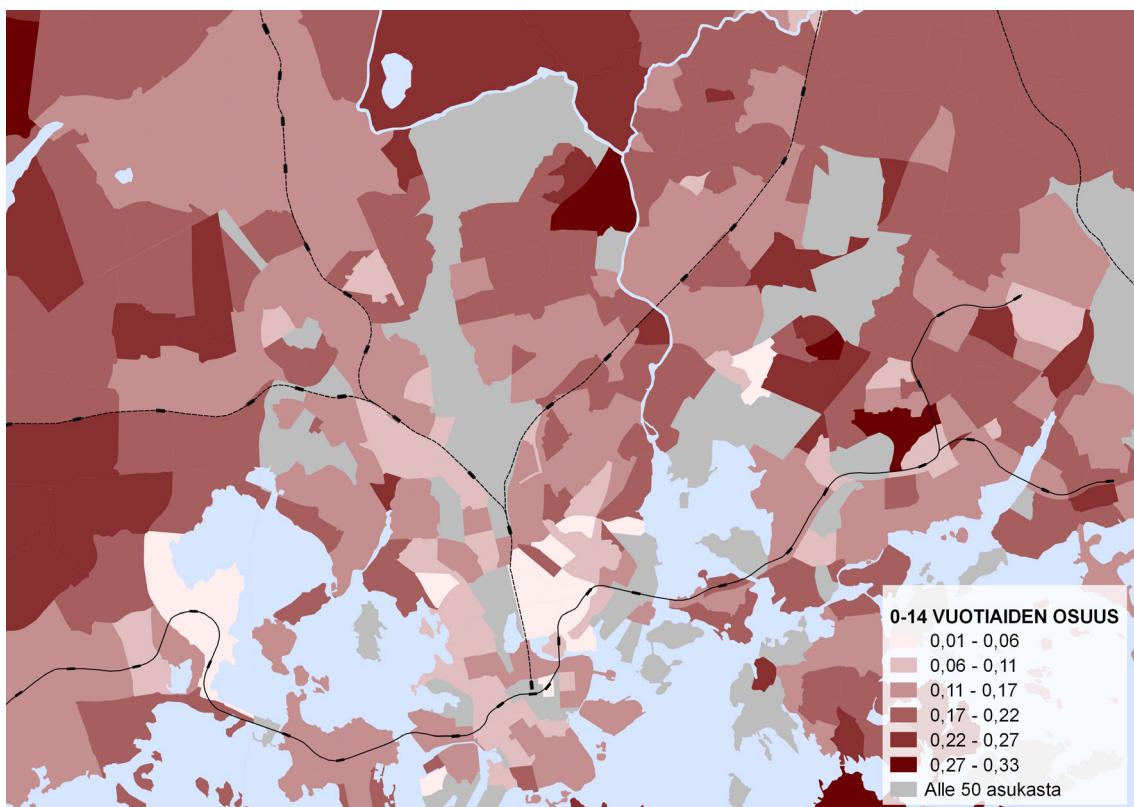 0-14 VUOTIAIDEN OSUUS
0,01 - 0,06
0,06 - 0,11
0,11 - 0,17
0,17 - 0,22
0,22 - 0,27
0,27 - 0,33
Alle 50 asukasta